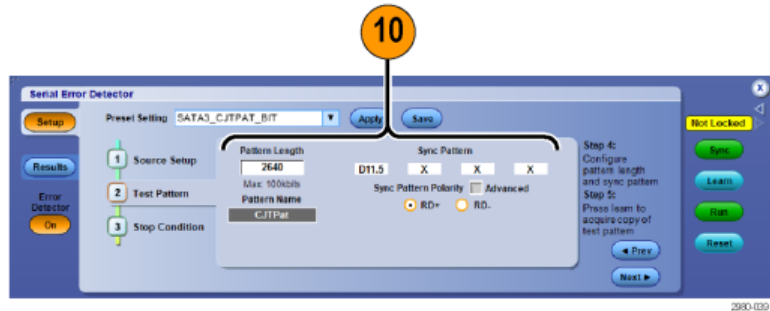 10
Serial Error Detector
X
Setup
Preset Setting SATA3_CJTPAT_BIT Apply Save
Not Locked
Results
Error
Detector
On
1 Source Setup
2 Test Pattern
3 Stop Condition
Pattern Length
2640
Max: 100kbits
Pattern Name
CJTPat
Sync Pattern
D11.5 X X X
Sync Pattern Polarity Advanced
RD+ RD-
Step 4:
Configure
pattern length
and sync pattern
Step 5:
Press learn to
acquire copy of
test pattern
Prev
Next
Sync
Learn
Run
Reset
2980-039